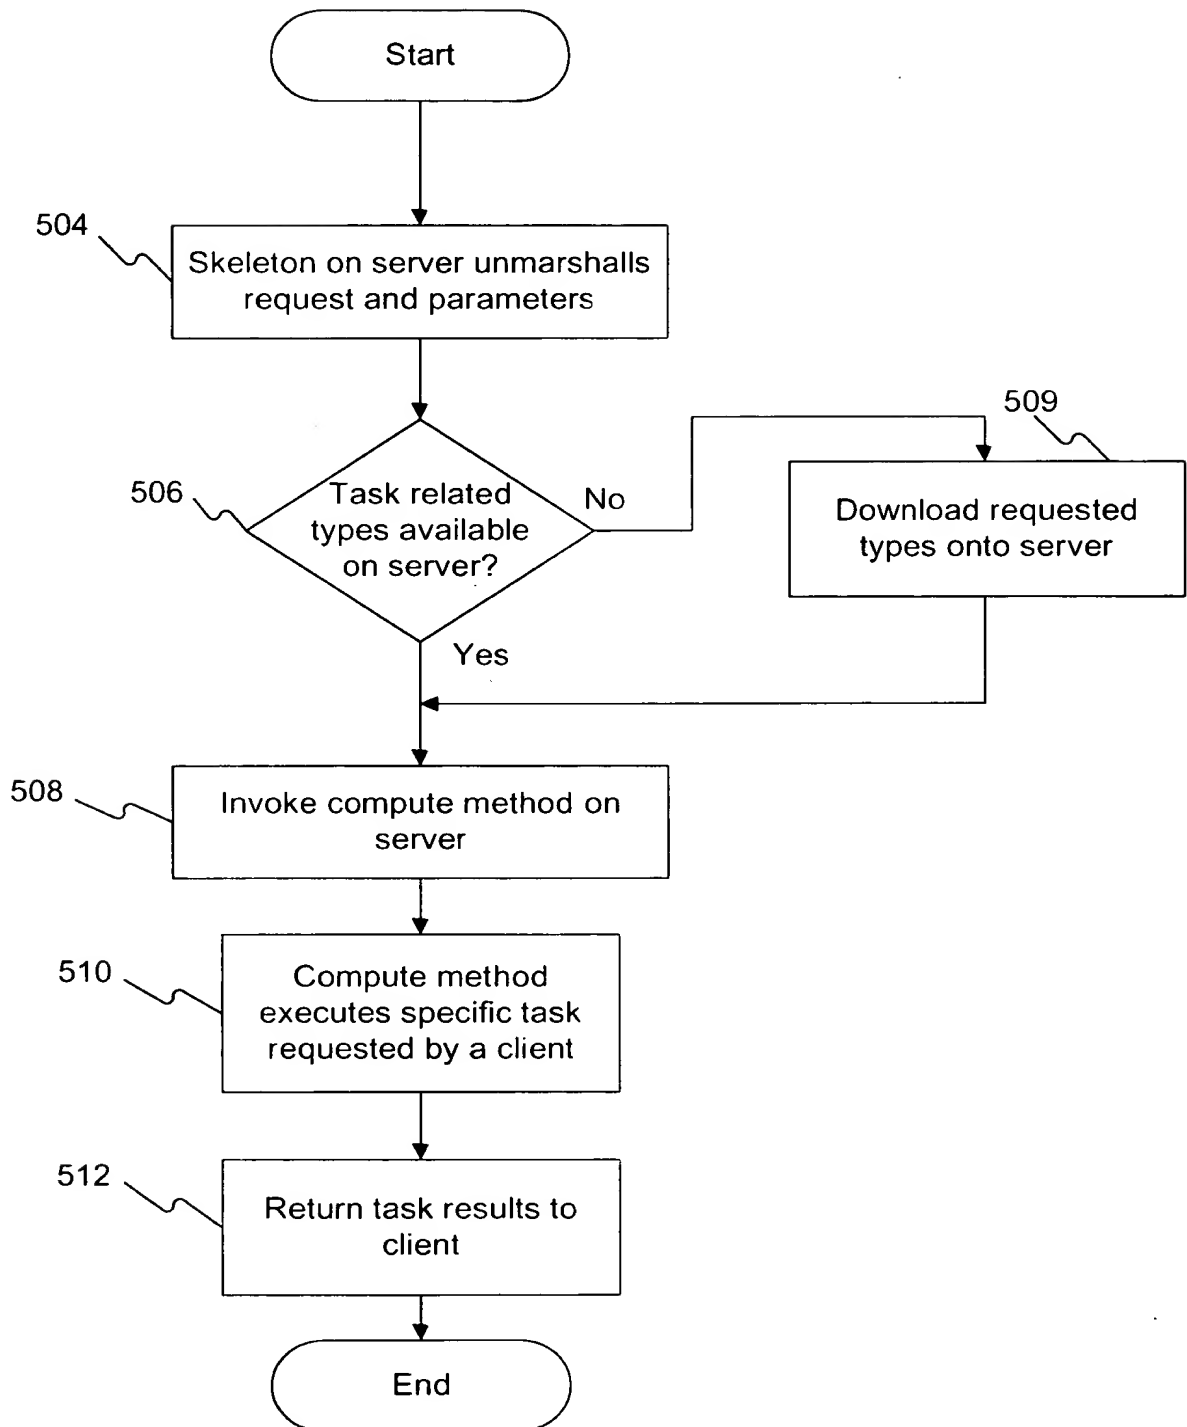 Start
504
Skeleton on server unmarshalls
request and parameters
509
506
Task related
types available
on server?
No
Download requested
types onto server
Yes
508
Invoke compute method on
server
510
Compute method
executes specific task
requested by a client
512
Return task results to
client
End